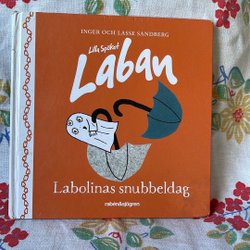 INGER OCH LASSE SANDBERG
Lilla Spöket
Laban
Labolinas snubbeldag
rabén&sjögren